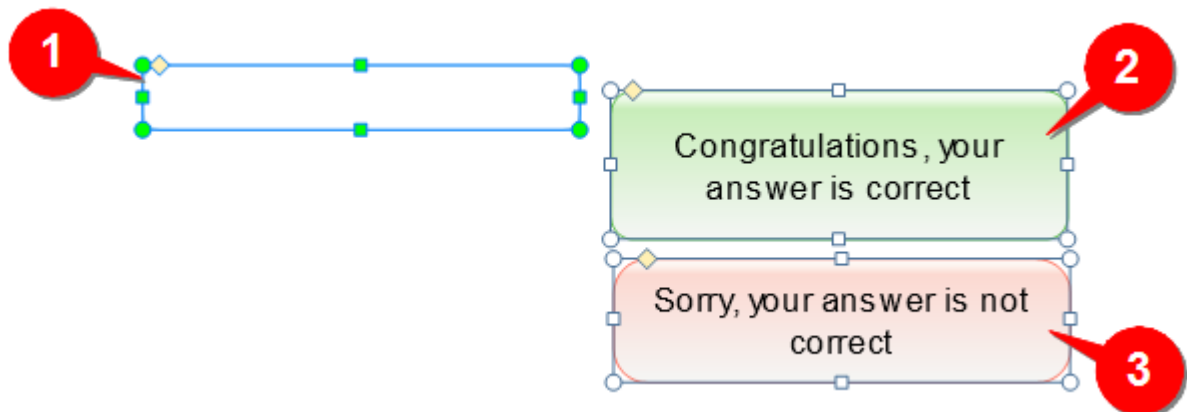 1
2
Congratulations, your
answer is correct
Sorry, your answer is not
correct
3